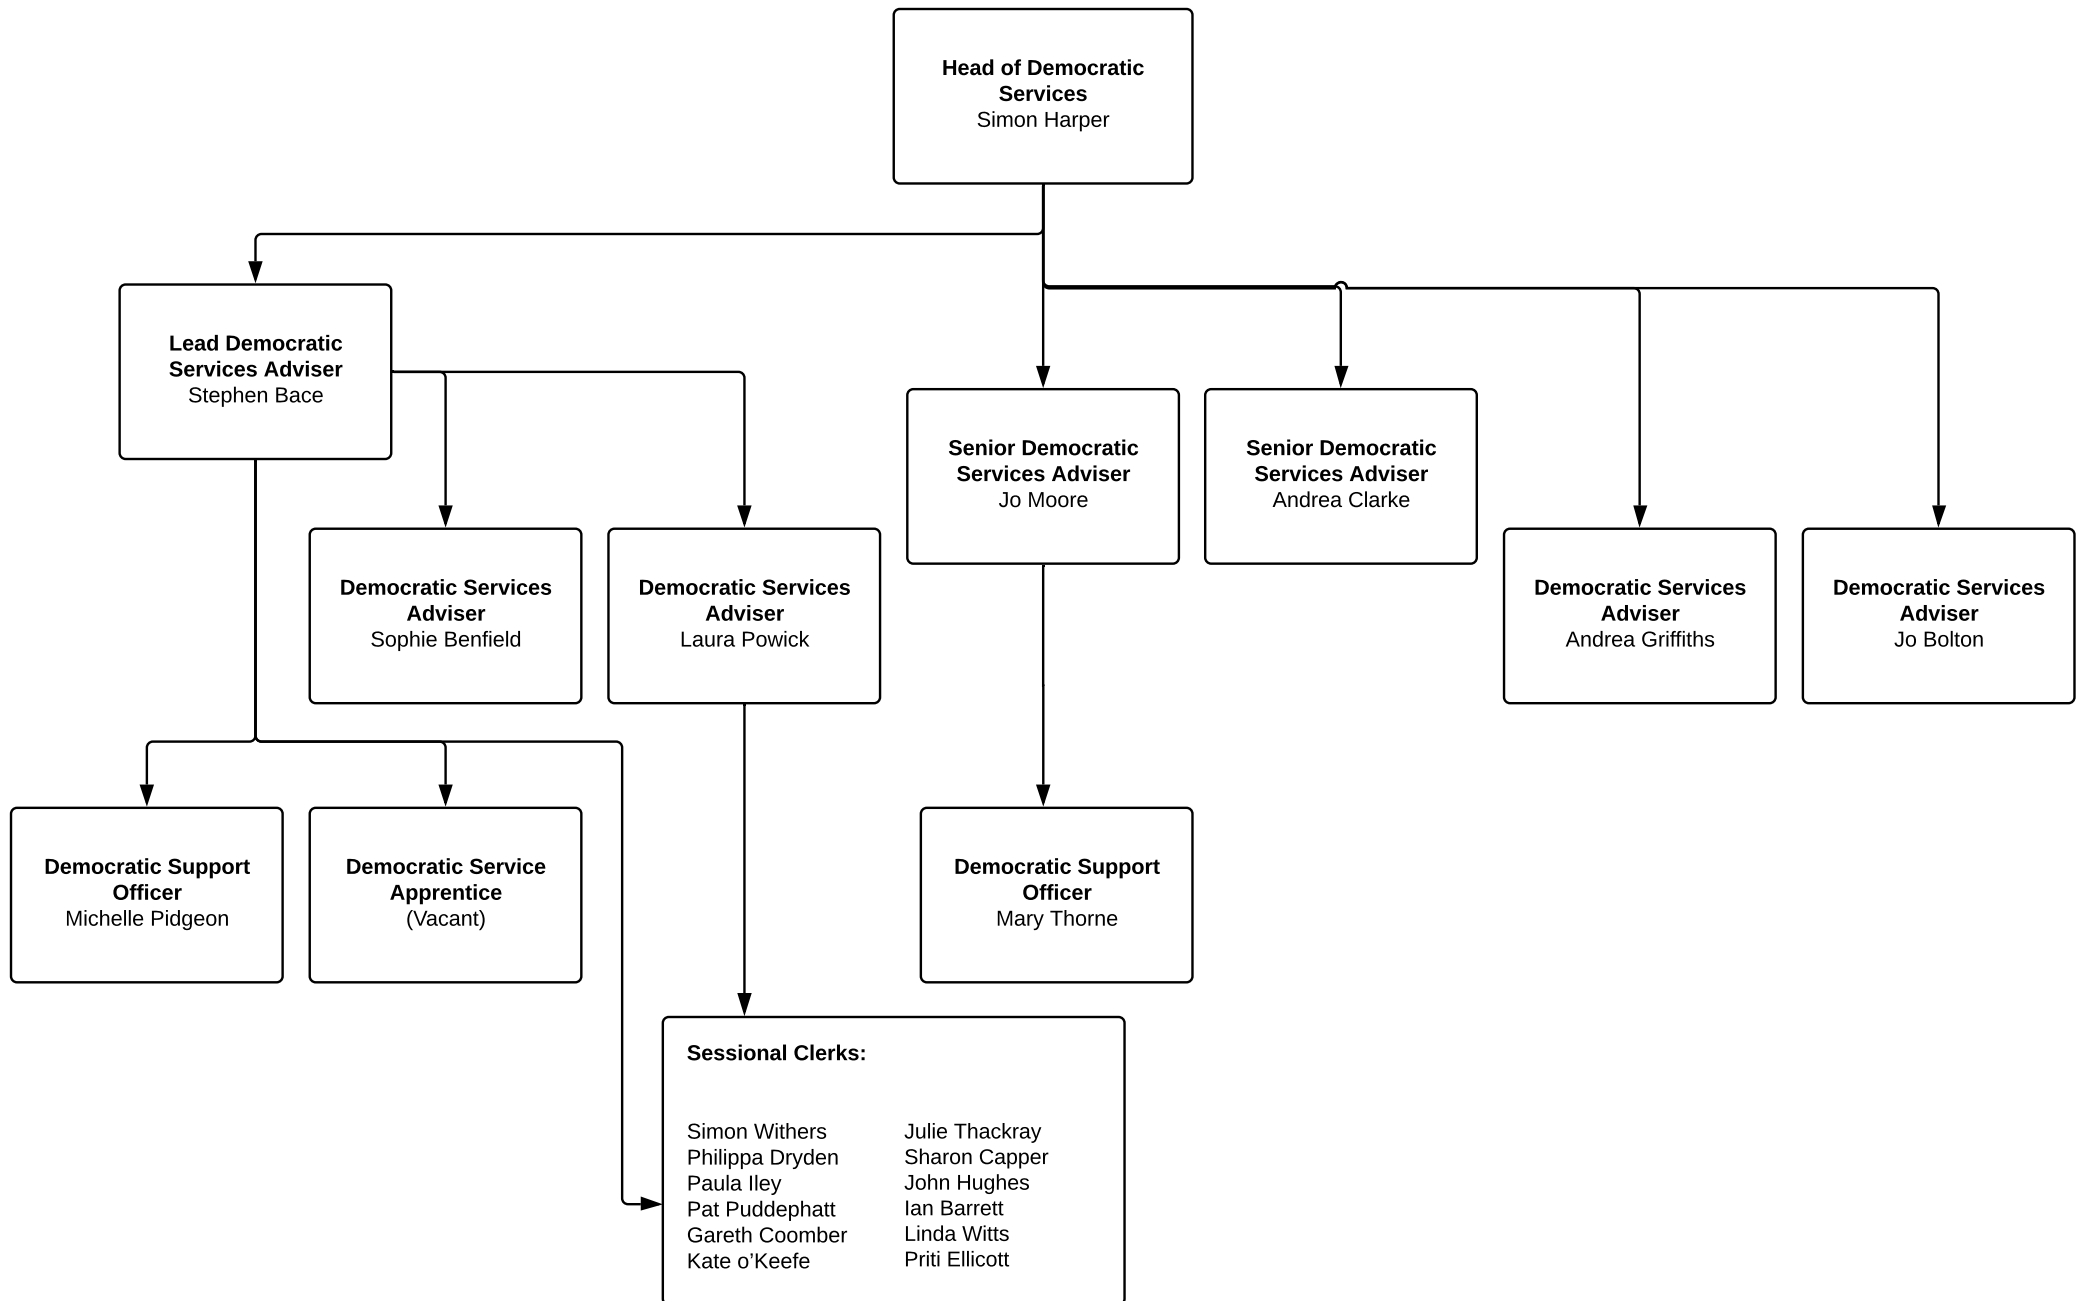 Head of Democratic
Services
Simon Harper
Lead Democratic
Services Adviser
Stephen Bace
Senior Democratic
Services Adviser
Jo Moore
Senior Democratic
Services Adviser
Andrea Clarke
Democratic Services
Adviser
Sophie Benfield
Democratic Services
Adviser
Laura Powick
Democratic Services
Adviser
Andrea Griffiths
Democratic Services
Adviser
Jo Bolton
Democratic Support
Officer
Michelle Pidgeon
Democratic Service
Apprentice
(Vacant)
Democratic Support
Officer
Mary Thorne
Sessional Clerks:
Simon Withers
Philippa Dryden
Paula Iley
Pat Puddephatt
Gareth Coomber
Kate o’Keefe
Julie Thackray
Sharon Capper
John Hughes
Ian Barrett
Linda Witts
Priti Ellicott